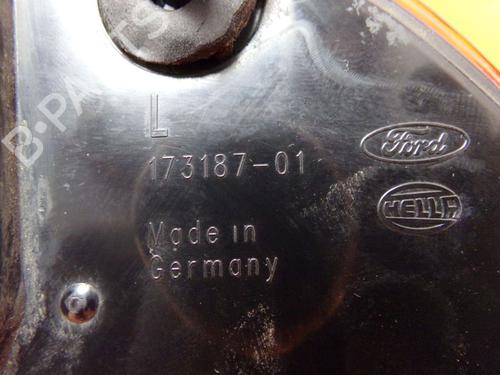 B-PARTS
L
173187-01
Ford
HELLA
Made in
Germany